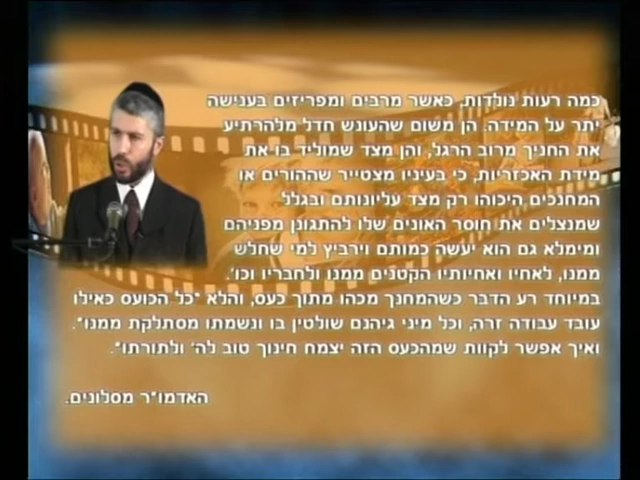 כמה רעות נולדות, כאשר מרבים ומפריזים בענישה
יתר על המידה. הן משום שהעונש חדל מלהרתיע
את החניך מרוב הרגל, והן מצד שמוליד בו את
מידת האכזריות, כי בעיניו מצטייר שההורים או
המחנכים היכוהו רק מצד עליונותם ובגלל
שמנצלים את חוסר האונים שלו להתגונן מפניהם
ומימלא גם הוא יעשה כמותם וירביץ למי שחלש
ממנו, לאחיו ואחיותיו הקטנים ממנו ולחבריו וכו'.
במיוחד רע הדבר כשהמחנך מכהו מתוך כעס, והלא "כל הכועס כאילו
עובד עבודה זרה, וכל מיני גיהנם שולטין בו ונשמתו מסתלקת ממנו".
ואיך אפשר לקוות שמהכעס הזה יצמח חינוך טוב לה' ולתורתו".
האדמו"ר מסלונים.